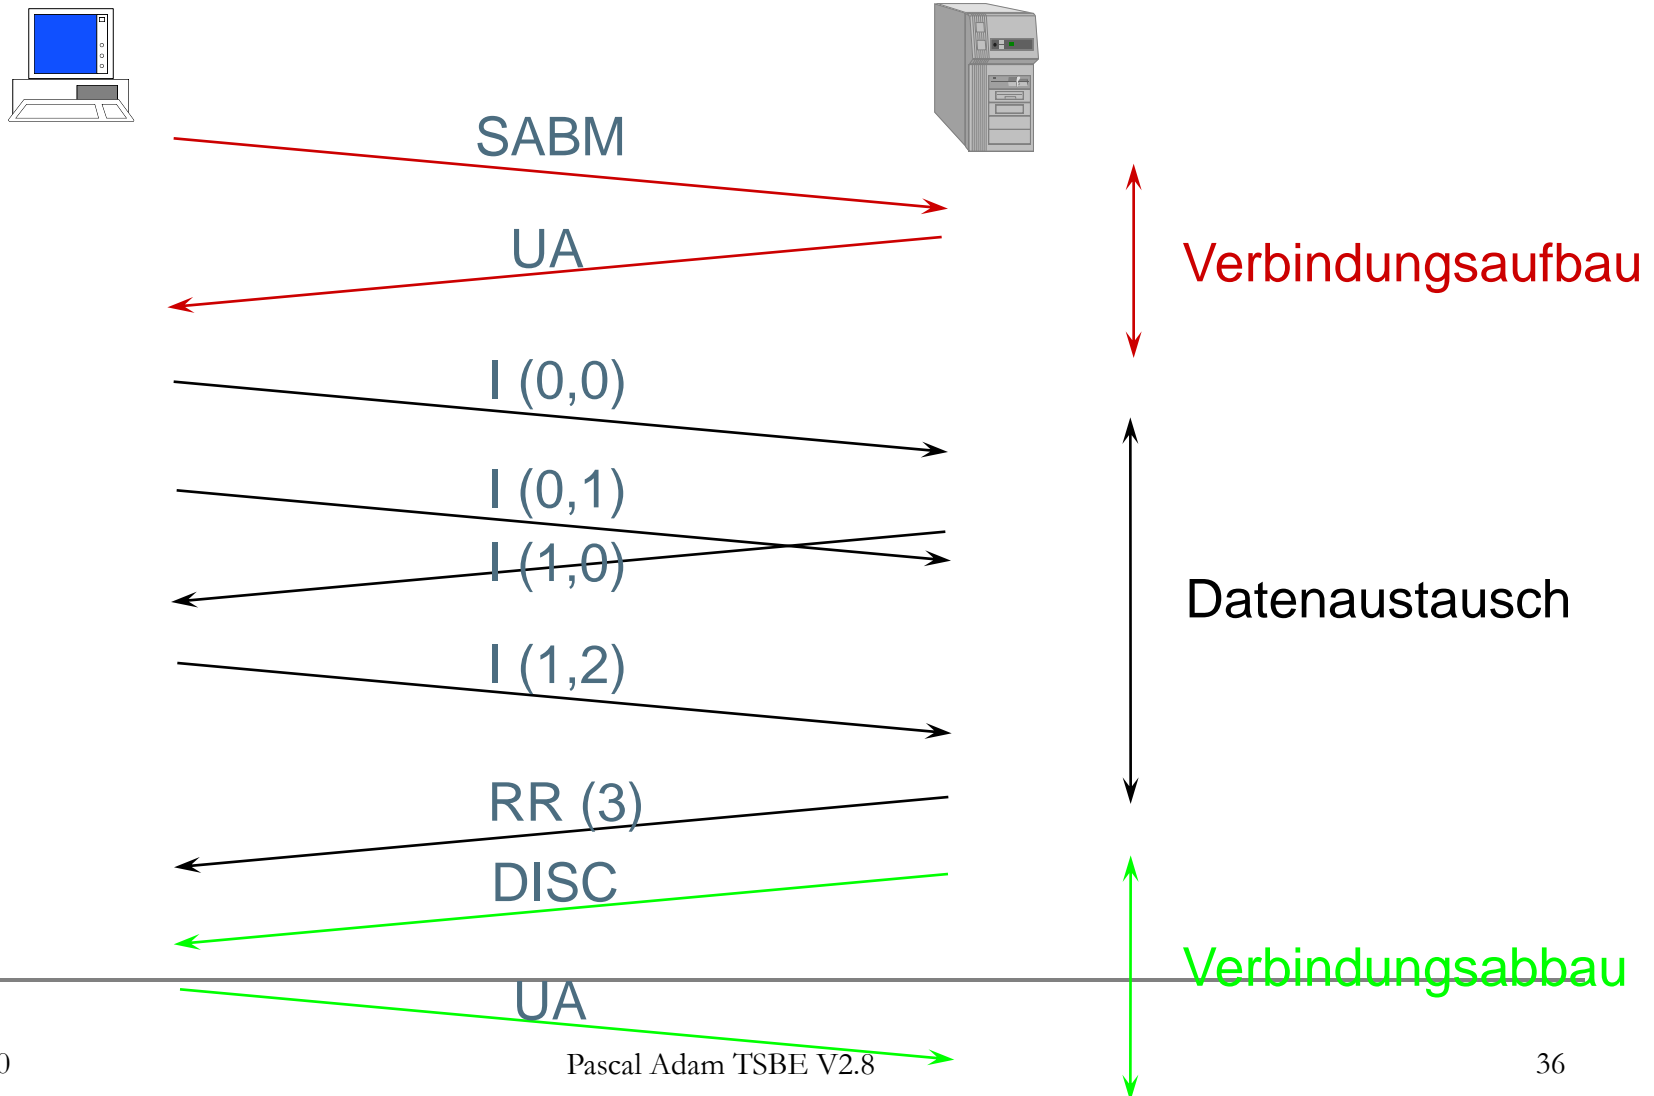 SABM
UA
Verbindungsaufbau
I (0,0)
I (0,1)
I (1,0)
Datenaustausch
I (1,2)
RR (3)
DISC
Verbindungsabbau
UA
0
Pascal Adam TSBE V2.8
36